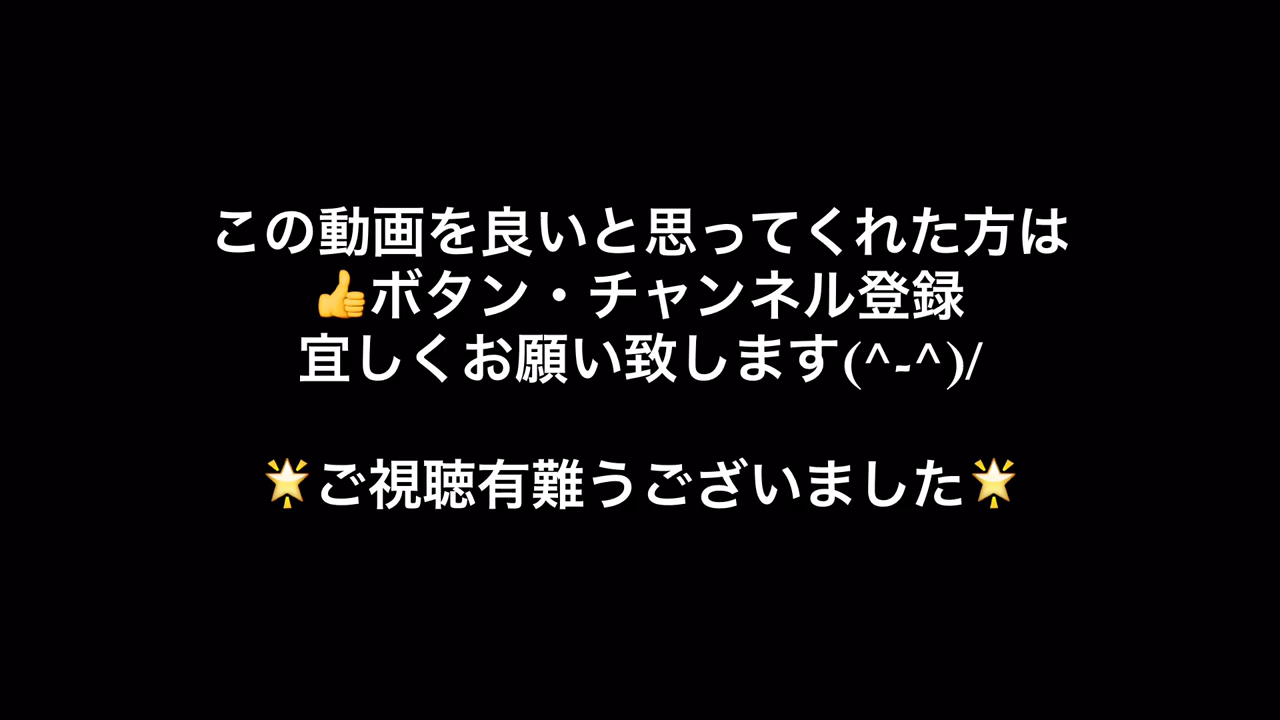 この動画を良いと思ってくれた方は
👍ボタン・チャンネル登録
宜しくお願い致します(^-^)/
🌟ご視聴有難うございました🌟